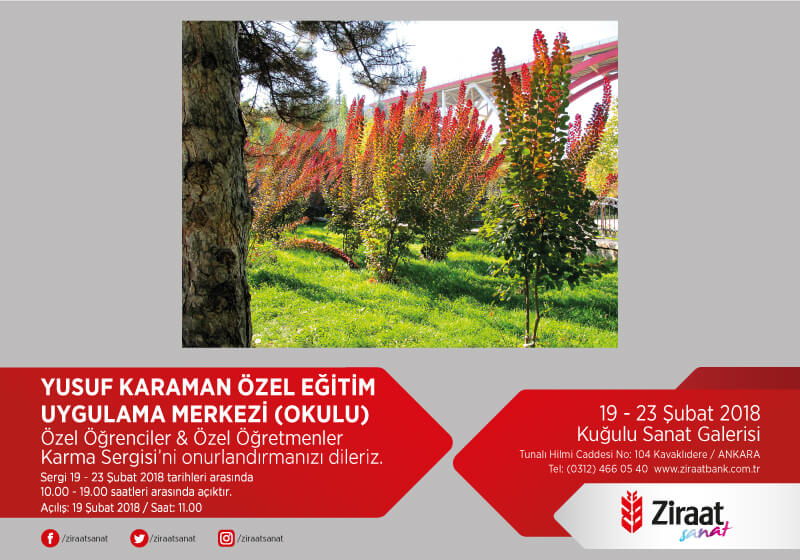 YUSUF KARAMAN ÖZEL EĞİTİM
UYGULAMA MERKEZİ (OKULU)
Özel Öğrenciler & Özel Öğretmenler
Karma Sergisi'ni onurlandırmanızı dileriz.
Sergi 19 - 23 Şubat 2018 tarihleri arasında
10.00 - 19.00 saatleri arasında açıktır.
Açılış: 19 Şubat 2018 / Saat: 11.00
/ziraatsanat /ziraatsanat /ziraatsanat
19 - 23 Şubat 2018
Kuğulu Sanat Galerisi
Tunalı Hilmi Caddesi No: 104 Kavaklıdere / ANKARA
Tel: (0312) 466 05 40 www.ziraatbank.com.tr
Ziraat
sanat